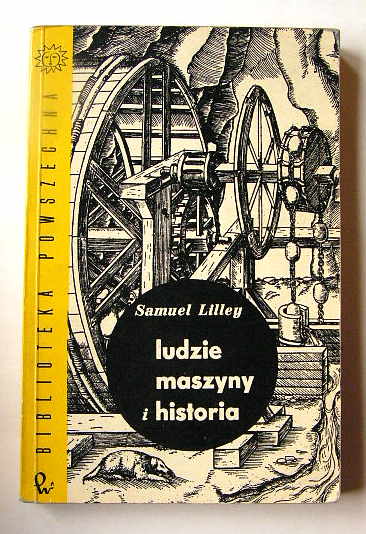 BIBLIOTEKA POWSZECHNA
Samuel Lilley
ludzie
maszyny
i historia